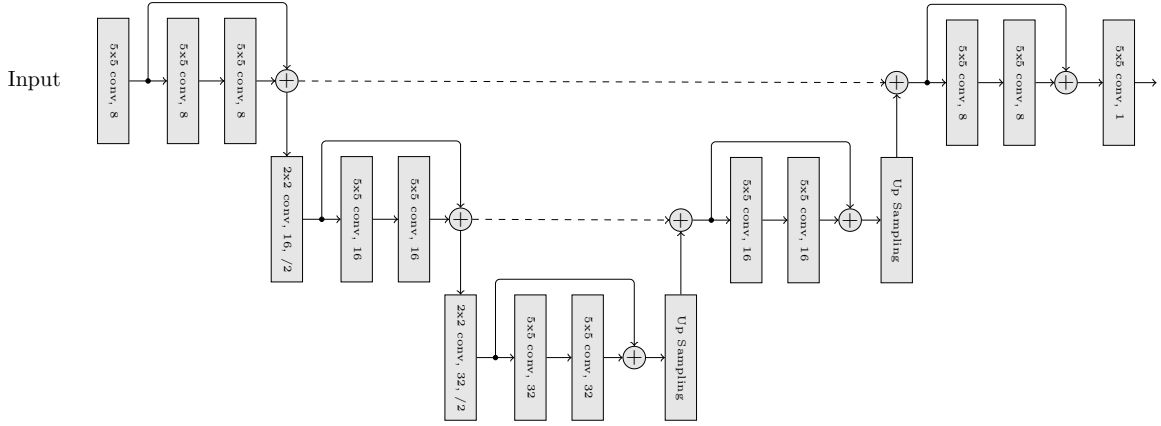 Input
5x5 conv, 8
5x5 conv, 8
5x5 conv, 8
5x5 conv, 8
5x5 conv, 8
5x5 conv, 1
2x2 conv, 16, /2
5x5 conv, 16
5x5 conv, 16
5x5 conv, 16
5x5 conv, 16
Up Sampling
2x2 conv, 32, /2
5x5 conv, 32
5x5 conv, 32
Up Sampling